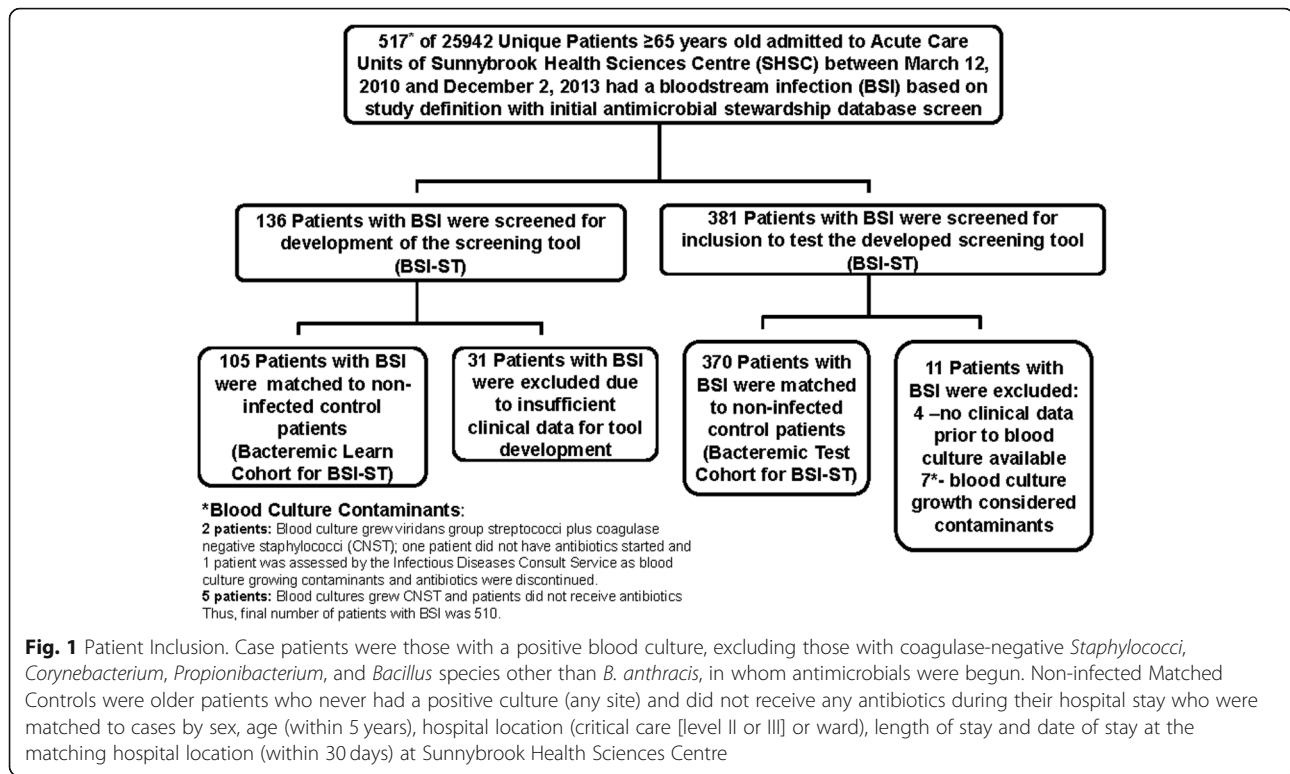 517* of 25942 Unique Patients ≥65 years old admitted to Acute Care
Units of Sunnybrook Health Sciences Centre (SHSC) between March 12,
2010 and December 2, 2013 had a bloodstream infection (BSI) based on
study definition with initial antimicrobial stewardship database screen
136 Patients with BSI were screened for
development of the screening tool
(BSI-ST)
381 Patients with BSI were screened for
inclusion to test the developed screening tool
(BSI-ST)
105 Patients with BSI
were matched to non-
infected control
patients
(Bacteremic Learn
Cohort for BSI-ST)
31 Patients with BSI
were excluded due
to insufficient
clinical data for tool
development
370 Patients with
BSI were matched
to non-infected
control patients
(Bacteremic Test
Cohort for BSI-ST)
11 Patients with
BSI were excluded:
4 –no clinical data
prior to blood
culture available
7*- blood culture
growth considered
contaminants
*Blood Culture Contaminants:
2 patients: Blood culture grew viridans group streptococci plus coagulase
negative staphylococci (CNST); one patient did not have antibiotics started and
1 patient was assessed by the Infectious Diseases Consult Service as blood
culture growing contaminants and antibiotics were discontinued.
5 patients: Blood cultures grew CNST and patients did not receive antibiotics
Thus, final number of patients with BSI was 510.
Fig. 1 Patient Inclusion. Case patients were those with a positive blood culture, excluding those with coagulase-negative Staphylococci,
Corynebacterium, Propionibacterium, and Bacillus species other than B. anthracis, in whom antimicrobials were begun. Non-infected Matched
Controls were older patients who never had a positive culture (any site) and did not receive any antibiotics during their hospital stay who were
matched to cases by sex, age (within 5 years), hospital location (critical care [level II or III] or ward), length of stay and date of stay at the
matching hospital location (within 30 days) at Sunnybrook Health Sciences Centre